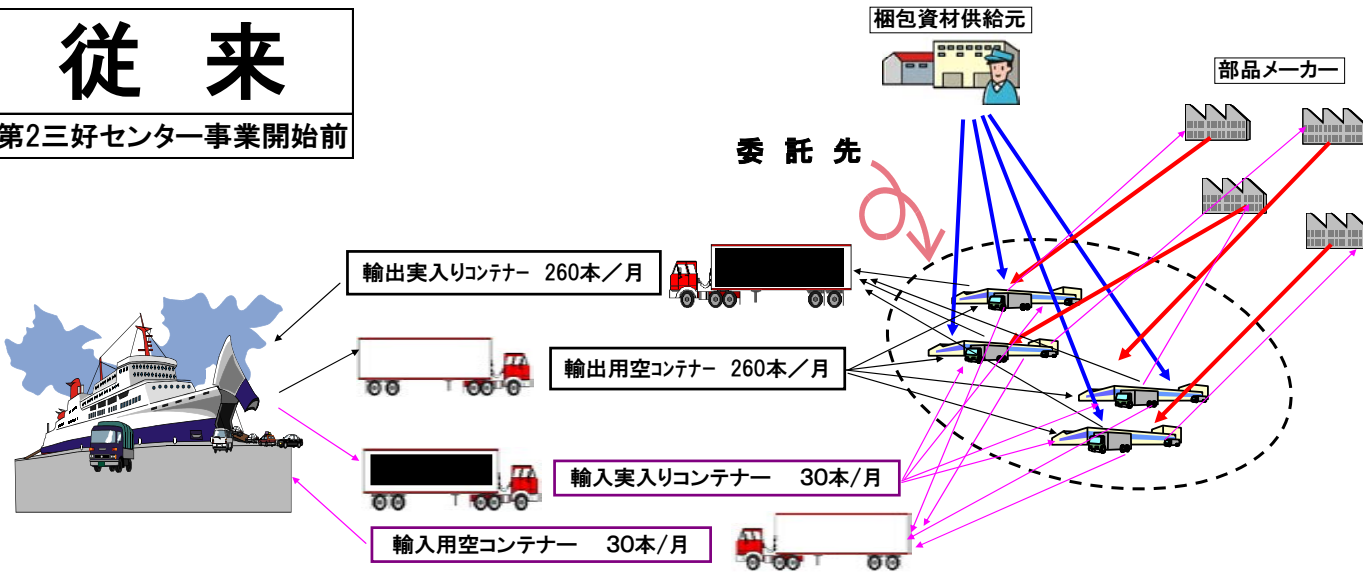 従 来
第2三好センター事業開始前
梱包資材供給元
部品メーカー
委 託 先
輸出実入りコンテナー 260本/月
輸出用空コンテナー 260本/月
輸入実入りコンテナー 30本/月
輸入用空コンテナー 30本/月